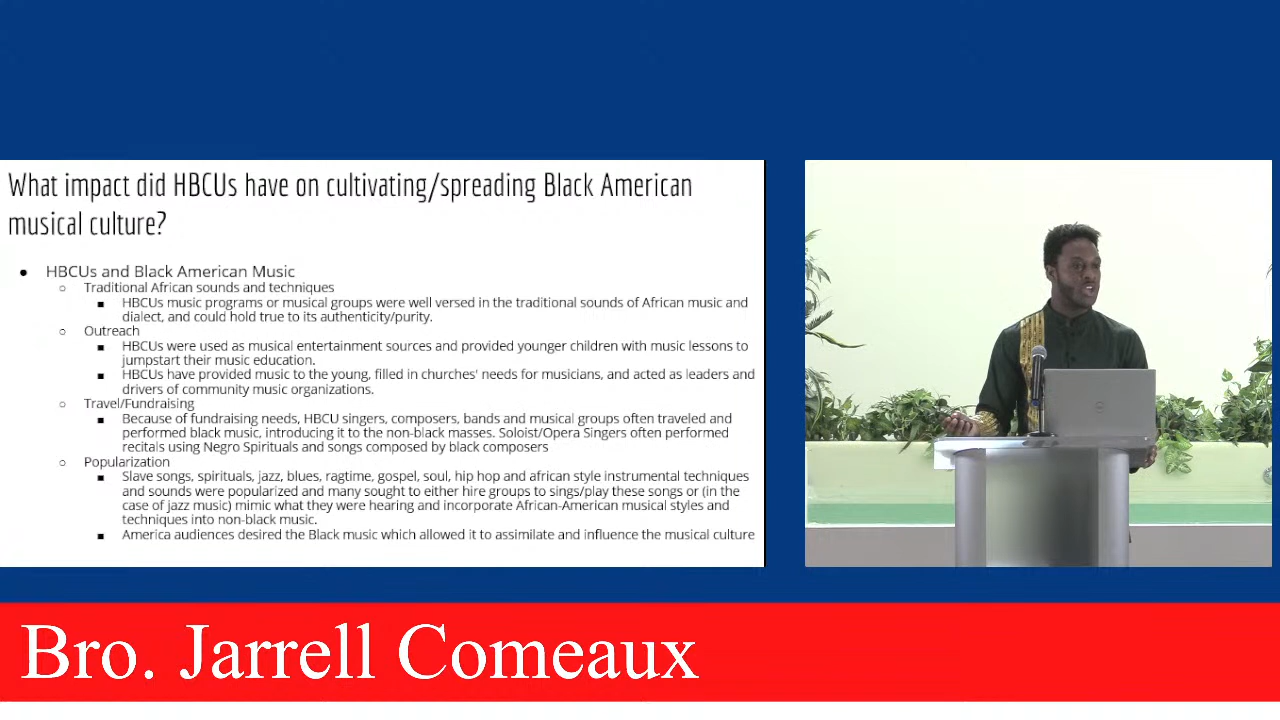 What impact did HBCUs have on cultivating/spreading Black American
musical culture?
● HBCUs and Black American Music
○ Traditional African sounds and techniques
■ HBCUs music programs or musical groups were well versed in the traditional sounds of African music and
dialect, and could hold true to its authenticity/purity.
○ Outreach
■ HBCUs were used as musical entertainment sources and provided younger children with music lessons to
jumpstart their music education.
■ HBCUs have provided music to the young, filled in churches' needs for musicians, and acted as leaders and
drivers of community music organizations.
○ Travel/Fundraising
■ Because of fundraising needs, HBCU singers, composers, bands and musical groups often traveled and
performed black music, introducing it to the non-black masses. Soloist/Opera Singers often performed
recitals using Negro Spirituals and songs composed by black composers
○ Popularization
■ Slave songs, spirituals, jazz, blues, ragtime, gospel, soul, hip hop and african style instrumental techniques
and sounds were popularized and many sought to either hire groups to sings/play these songs or (in the
case of jazz music) mimic what they were hearing and incorporate African-American musical styles and
techniques into non-black music.
■ America audiences desired the Black music which allowed it to assimilate and influence the musical culture
Bro. Jarrell Comeaux